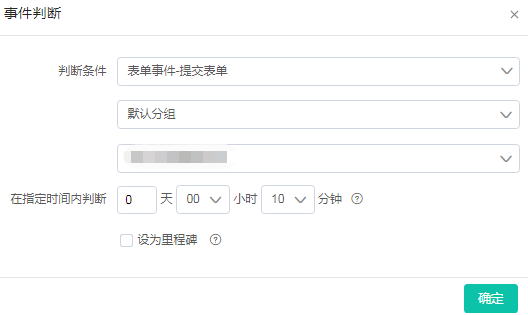 事件判断
判断条件 表单事件-提交表单
默认分组
在指定时间内判断 0 天 00 小时 10 分钟
设为里程碑
确定